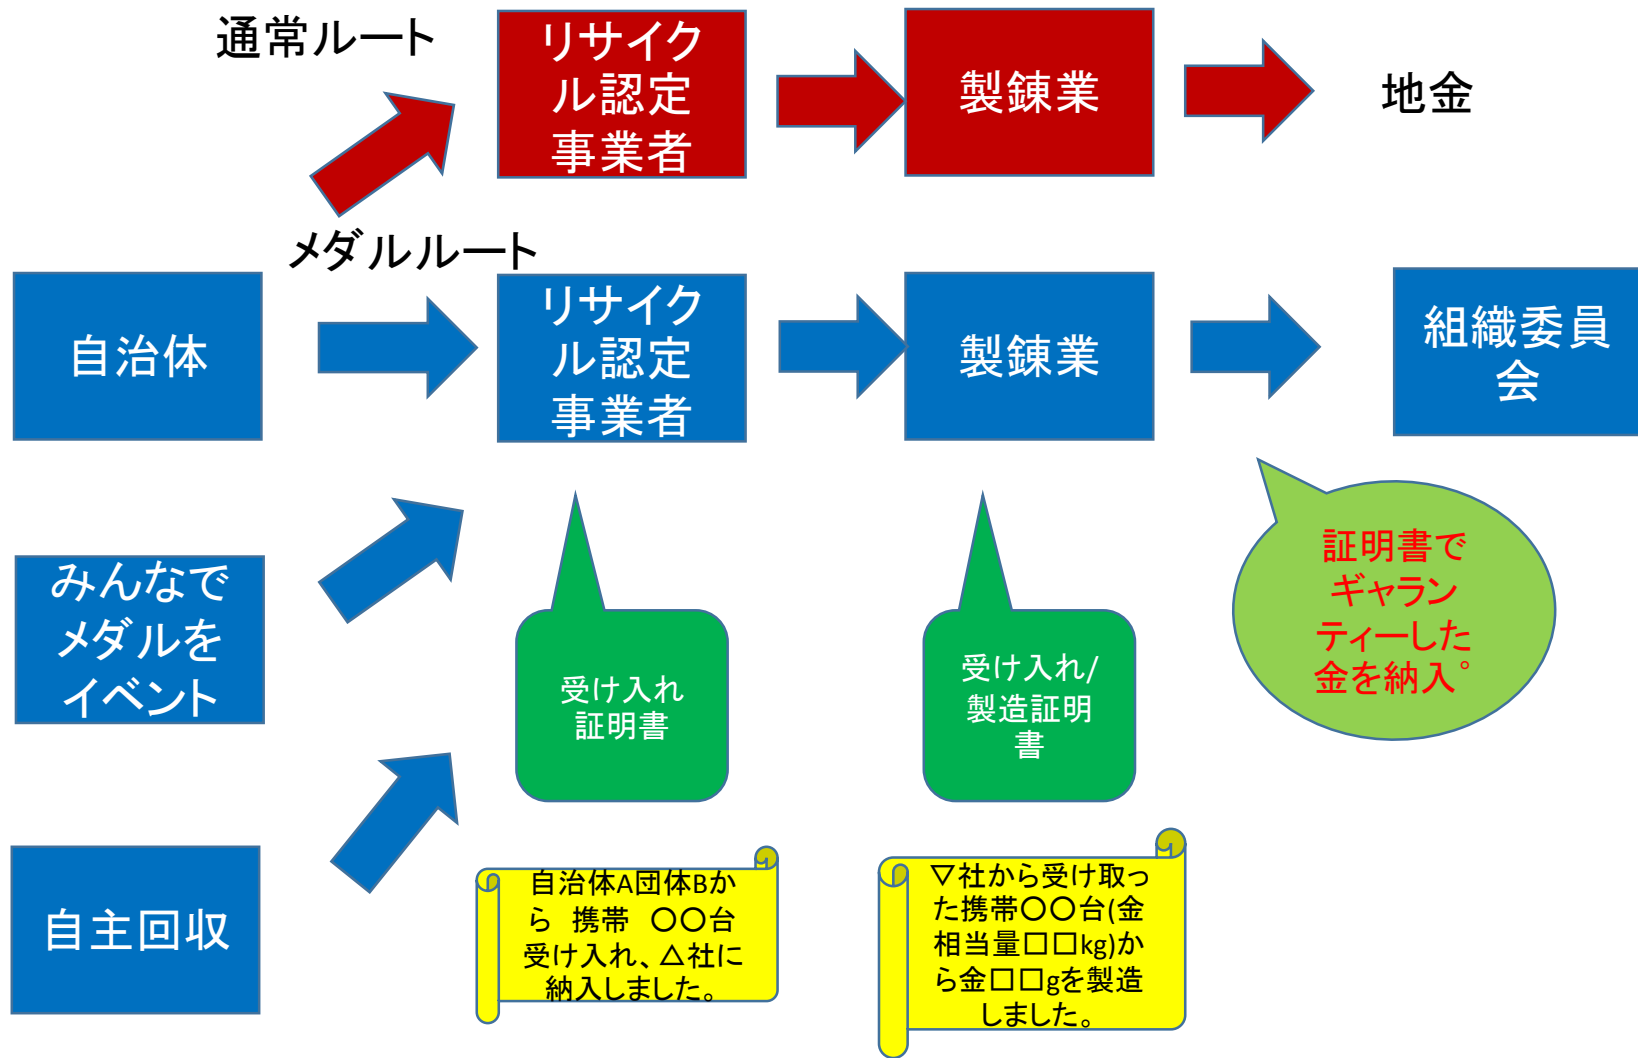 通常ルート
リサイク
ル認定
事業者
製錬業
地金
メダルルート
自治体
リサイク
ル認定
事業者
製錬業
組織委員
会
みんなで
メダルを
イベント
受け入れ
証明書
受け入れ/
製造証明
書
証明書で
ギャラン
ティーした
金を納入。
自主回収
自治体A団体Bか
ら 携帯 〇〇台
受け入れ、△社に
納入しました。
▽社から受け取っ
た携帯〇〇台(金
相当量□□kg)か
ら金□□gを製造
しました。